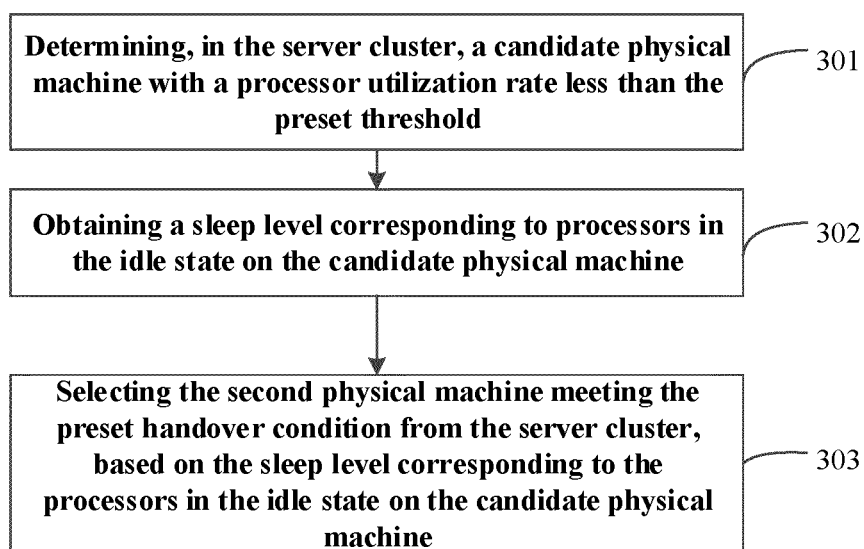 Determining, in the server cluster, a candidate physical
machine with a processor utilization rate less than the
preset threshold
301
Obtaining a sleep level corresponding to processors in
the idle state on the candidate physical machine
302
Selecting the second physical machine meeting the
preset handover condition from the server cluster,
based on the sleep level corresponding to the
processors in the idle state on the candidate physical
machine
303